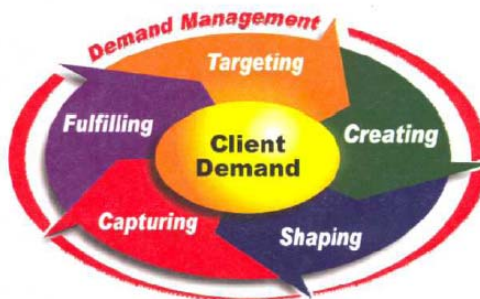 Demand Management
Targeting
Creating
Shaping
Capturing
Fulfilling
Client
Demand